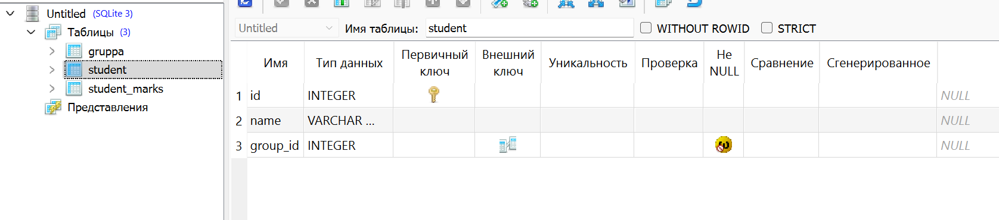 Untitled (SQLite 3)
Таблицы (3)
gruppa
student
student_marks
Представления
Untitled Имя таблицы: student WITHOUT ROWID STRICT
Имя Тип данных Первичный ключ Внешний ключ Уникальность Проверка Не NULL Сравнение Сгенерированное
1 id INTEGER NULL
2 name VARCHAR ... NULL
3 group_id INTEGER NULL